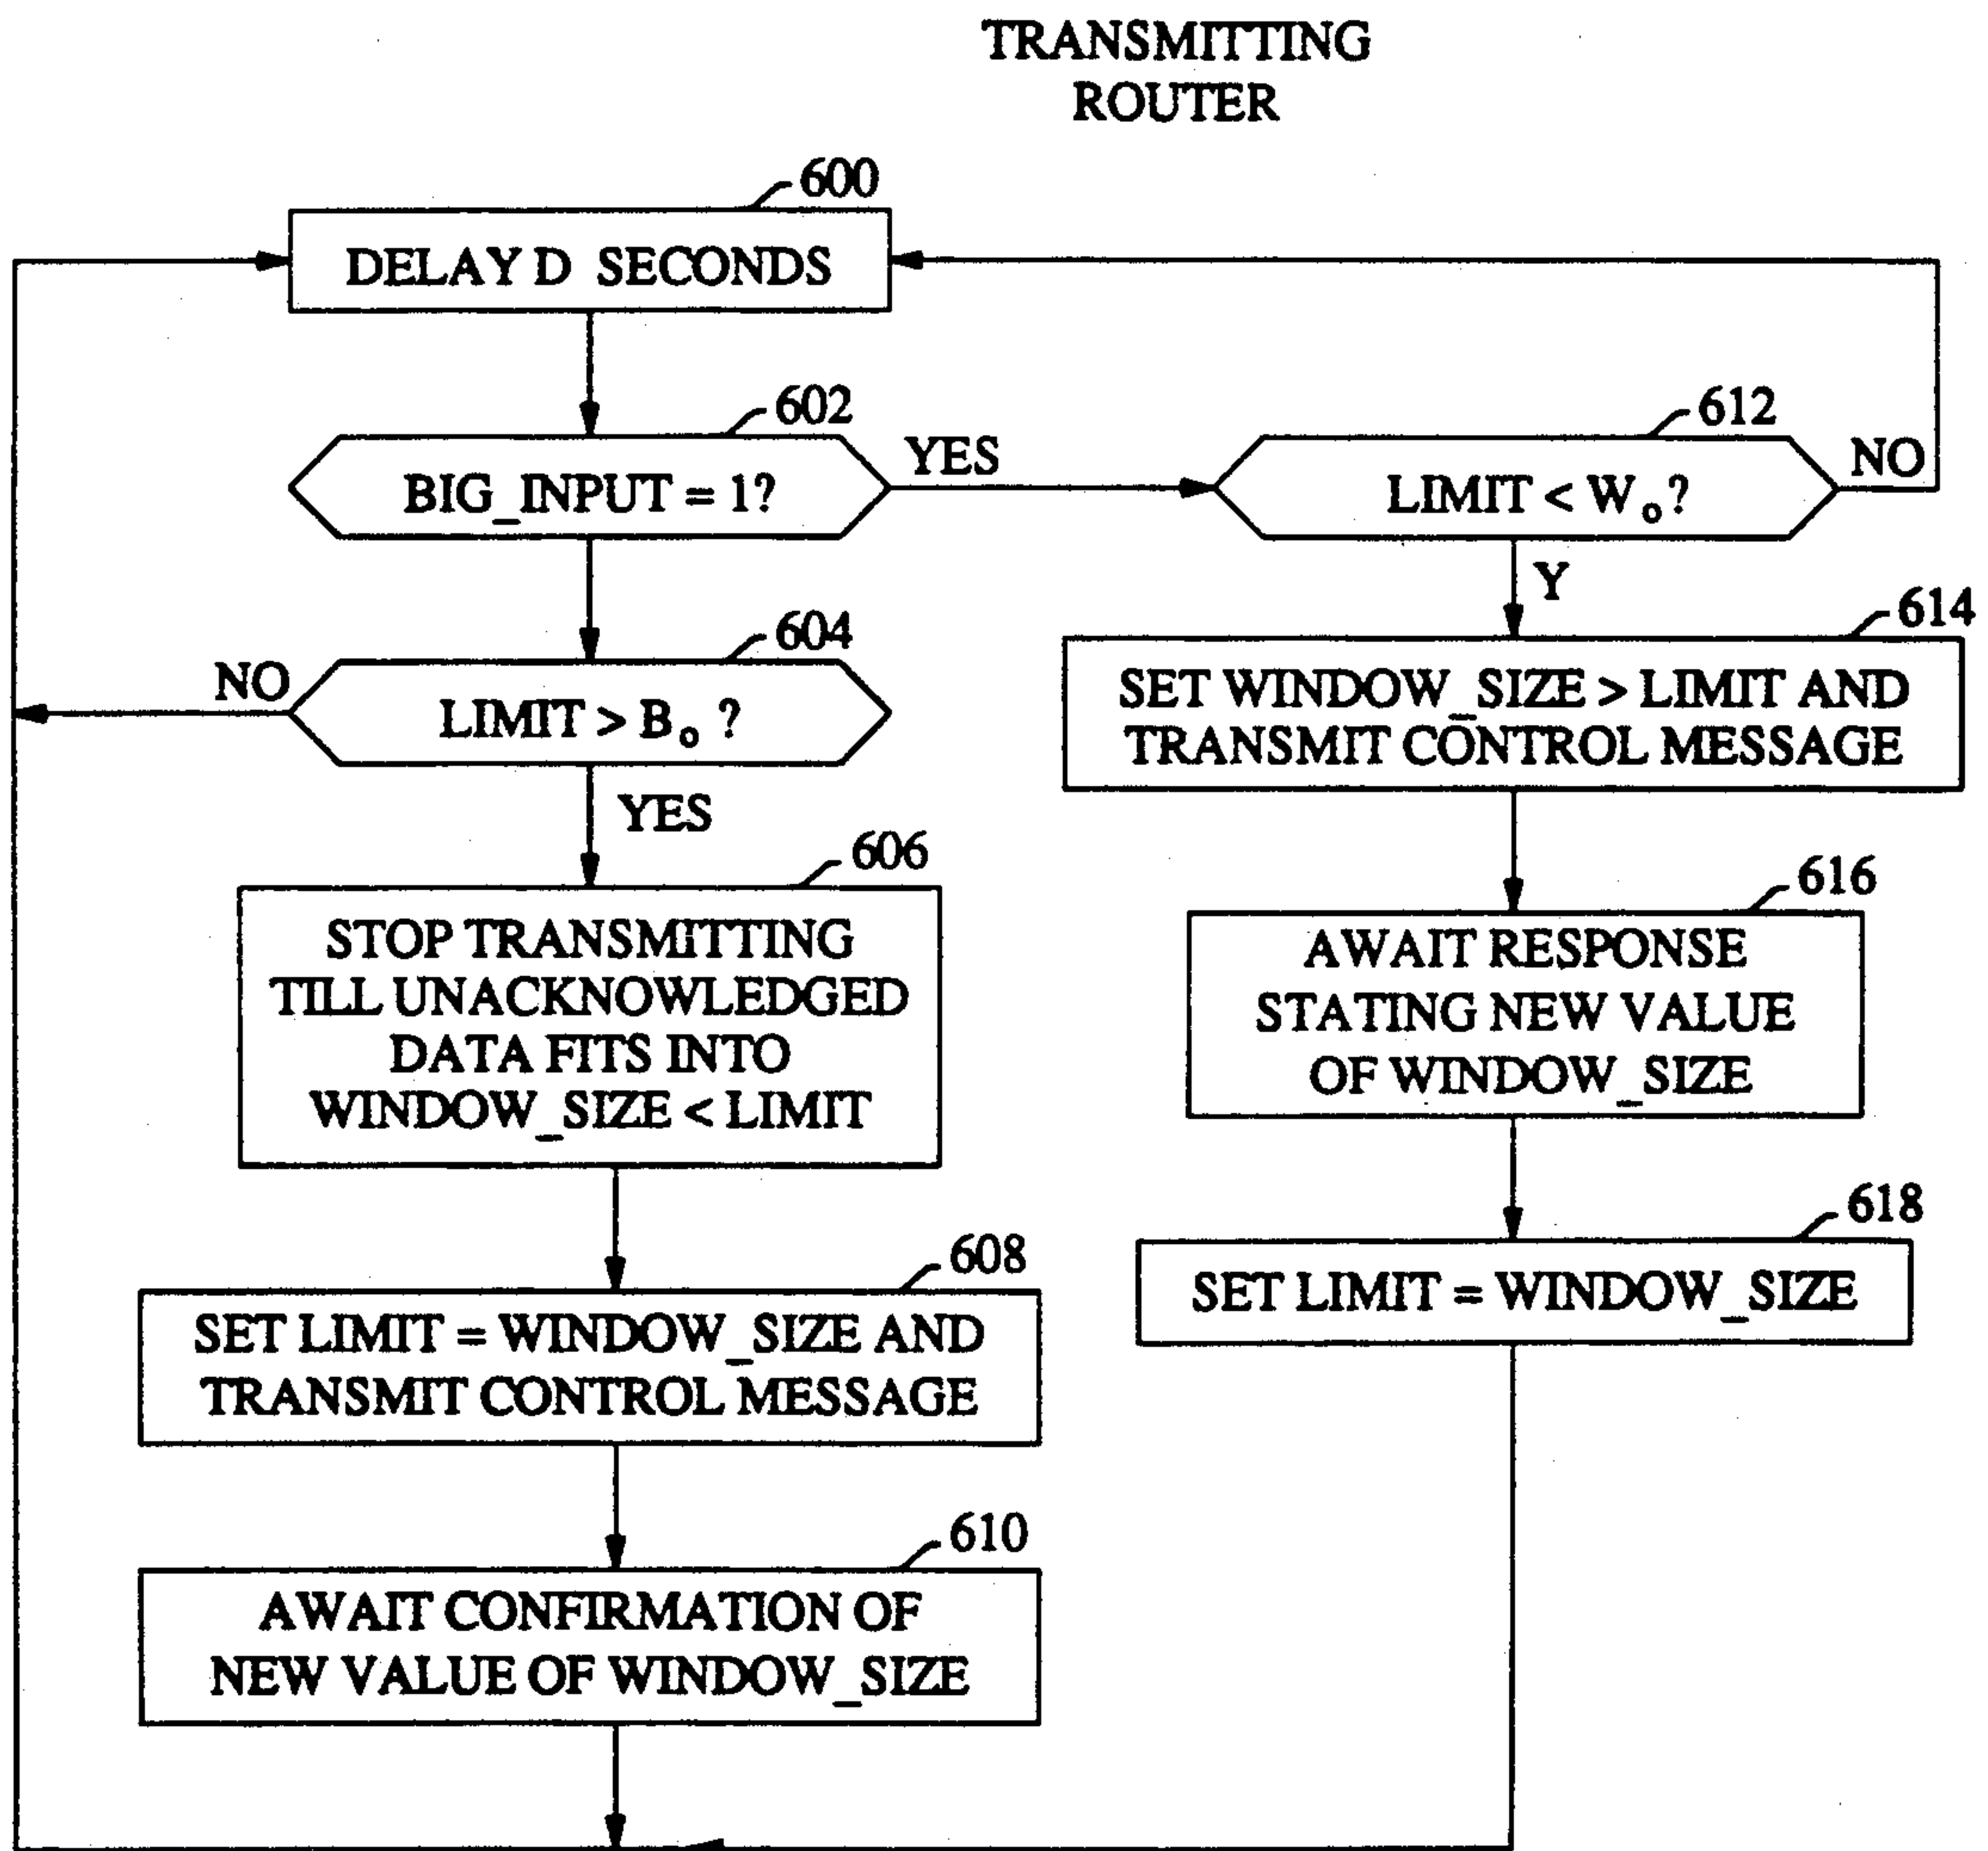 TRANSMITTING
ROUTER
600
DELAY D SECONDS
602
BIG_INPUT = 1?
YES
612
LIMIT < Wo?
NO
Y
604
NO
LIMIT > Bo ?
YES
614
SET WINDOW_SIZE > LIMIT AND
TRANSMIT CONTROL MESSAGE
606
STOP TRANSMITTING
TILL UNACKNOWLEDGED
DATA FITS INTO
WINDOW_SIZE < LIMIT
616
AWAIT RESPONSE
STATING NEW VALUE
OF WINDOW_SIZE
608
SET LIMIT = WINDOW_SIZE AND
TRANSMIT CONTROL MESSAGE
618
SET LIMIT = WINDOW_SIZE
610
AWAIT CONFIRMATION OF
NEW VALUE OF WINDOW_SIZE